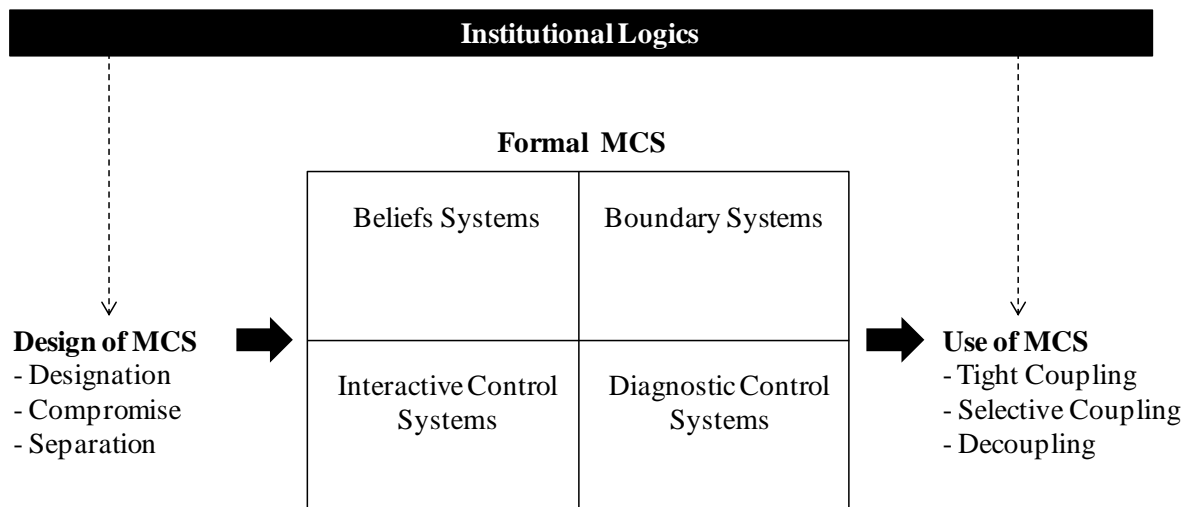 Institutional Logics
Formal MCS
Beliefs Systems
Boundary Systems
Interactive Control
Systems
Diagnostic Control
Systems
Design of MCS
- Designation
- Compromise
- Separation
Use of MCS
- Tight Coupling
- Selective Coupling
- Decoupling